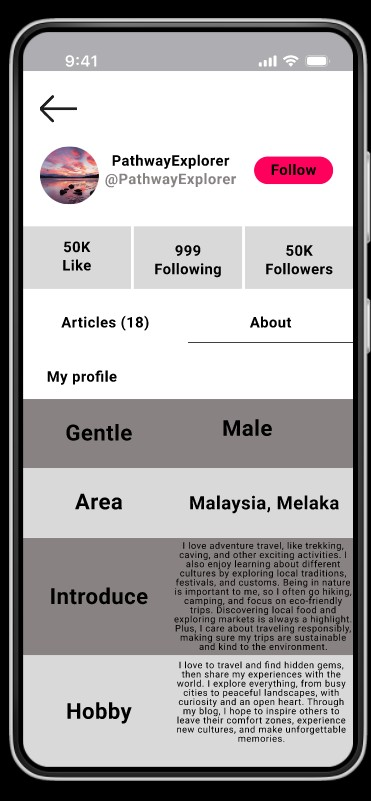 9:41
PathwayExplorer
@PathwayExplorer
Follow
50K
Like
999
Following
50K
Followers
Articles (18)
About
My profile
Gentle
Male
Area
Malaysia, Melaka
Introduce
I love adventure travel, like trekking,
caving, and other exciting activities. I
also enjoy learning about different
cultures by exploring local traditions,
festivals, and customs. Being in nature
is important to me, so I often go hiking,
camping, and focus on eco-friendly
trips. Discovering local food and
exploring markets is always a highlight.
Plus, I care about traveling responsibly,
making sure my trips are sustainable
and kind to the environment.
Hobby
I love to travel and find hidden gems,
then share my experiences with the
world. I explore everything, from busy
cities to peaceful landscapes, with
curiosity and an open heart. Through
my blog, I hope to inspire others to
leave their comfort zones, experience
new cultures, and make unforgettable
memories.